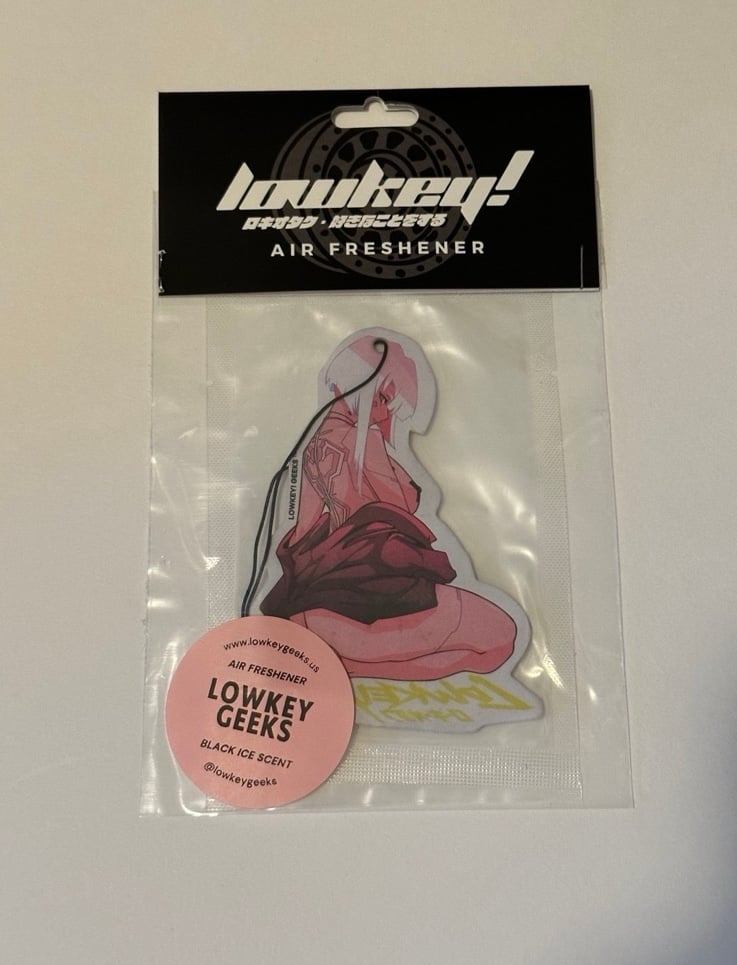 lowkey!
ロキオタク・好きなことをする
AIR FRESHENER
LOWKEY! GEEKS
www.lowkeygeeks.us
AIR FRESHENER
LOWKEY
GEEKS
BLACK ICE SCENT
@lowkeygeeks
LOWKEY